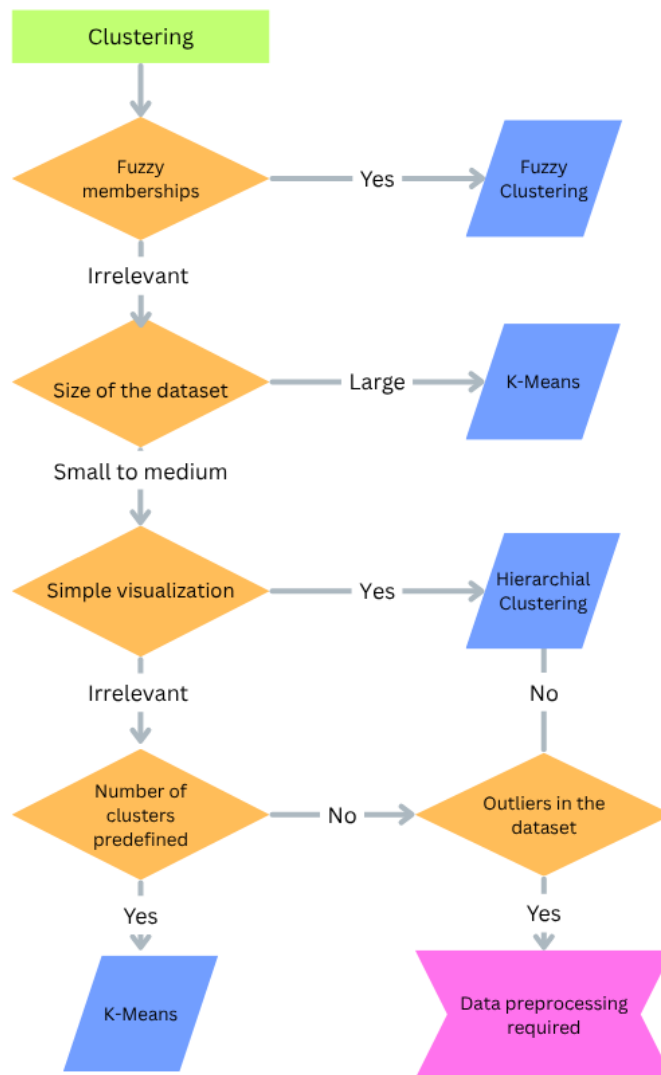 Clustering
Fuzzy
memberships
Yes
Fuzzy
Clustering
Irrelevant
Size of the dataset
Large
K-Means
Small to medium
Simple visualization
Yes
Hierarchial
Clustering
Irrelevant
No
Number of
clusters
predefined
No
Outliers in the
dataset
Yes
Yes
K-Means
Data preprocessing
required